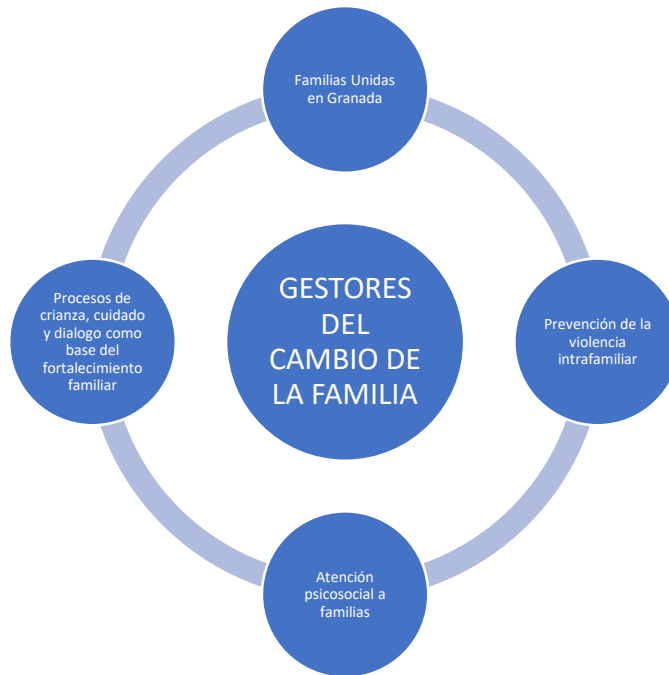 Familias Unidas
en Granada
GESTORES
DEL
CAMBIO DE
LA FAMILIA
Procesos de
crianza, cuidado
y dialogo como
base del
fortalecimiento
familiar
Prevención de la
violencia
intrafamiliar
Atención
psicosocial a
familias